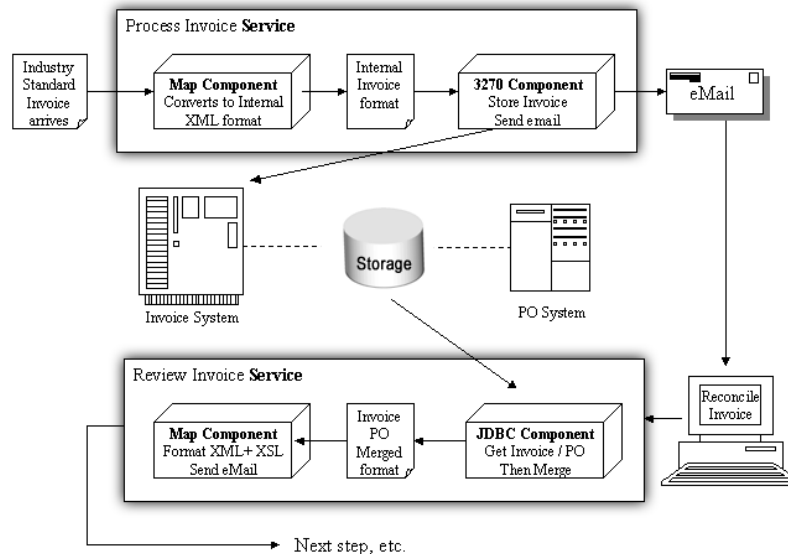 Process Invoice Service
Industry
Standard
Invoice
arrives
Map Component
Converts to Internal
XML format
Internal
Invoice
format
3270 Component
Store Invoice
Send email
eMail
Invoice System
Storage
PO System
Review Invoice Service
Map Component
Format XML+ XSL
Send eMail
Invoice
PO
Merged
format
JDBC Component
Get Invoice / PO
Then Merge
Reconcile
Invoice
Next step, etc.